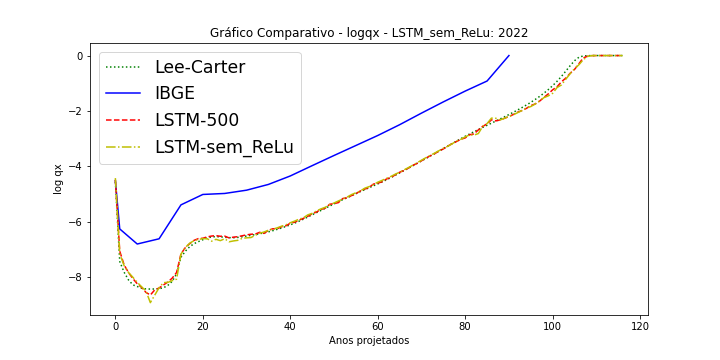 Gráfico Comparativo - logqx - LSTM_sem_ReLu: 2022
Lee-Carter
IBGE
LSTM-500
LSTM-sem_ReLu
log qx
0
−2
−4
−6
−8
0 20 40 60 80 100 120
Anos projetados